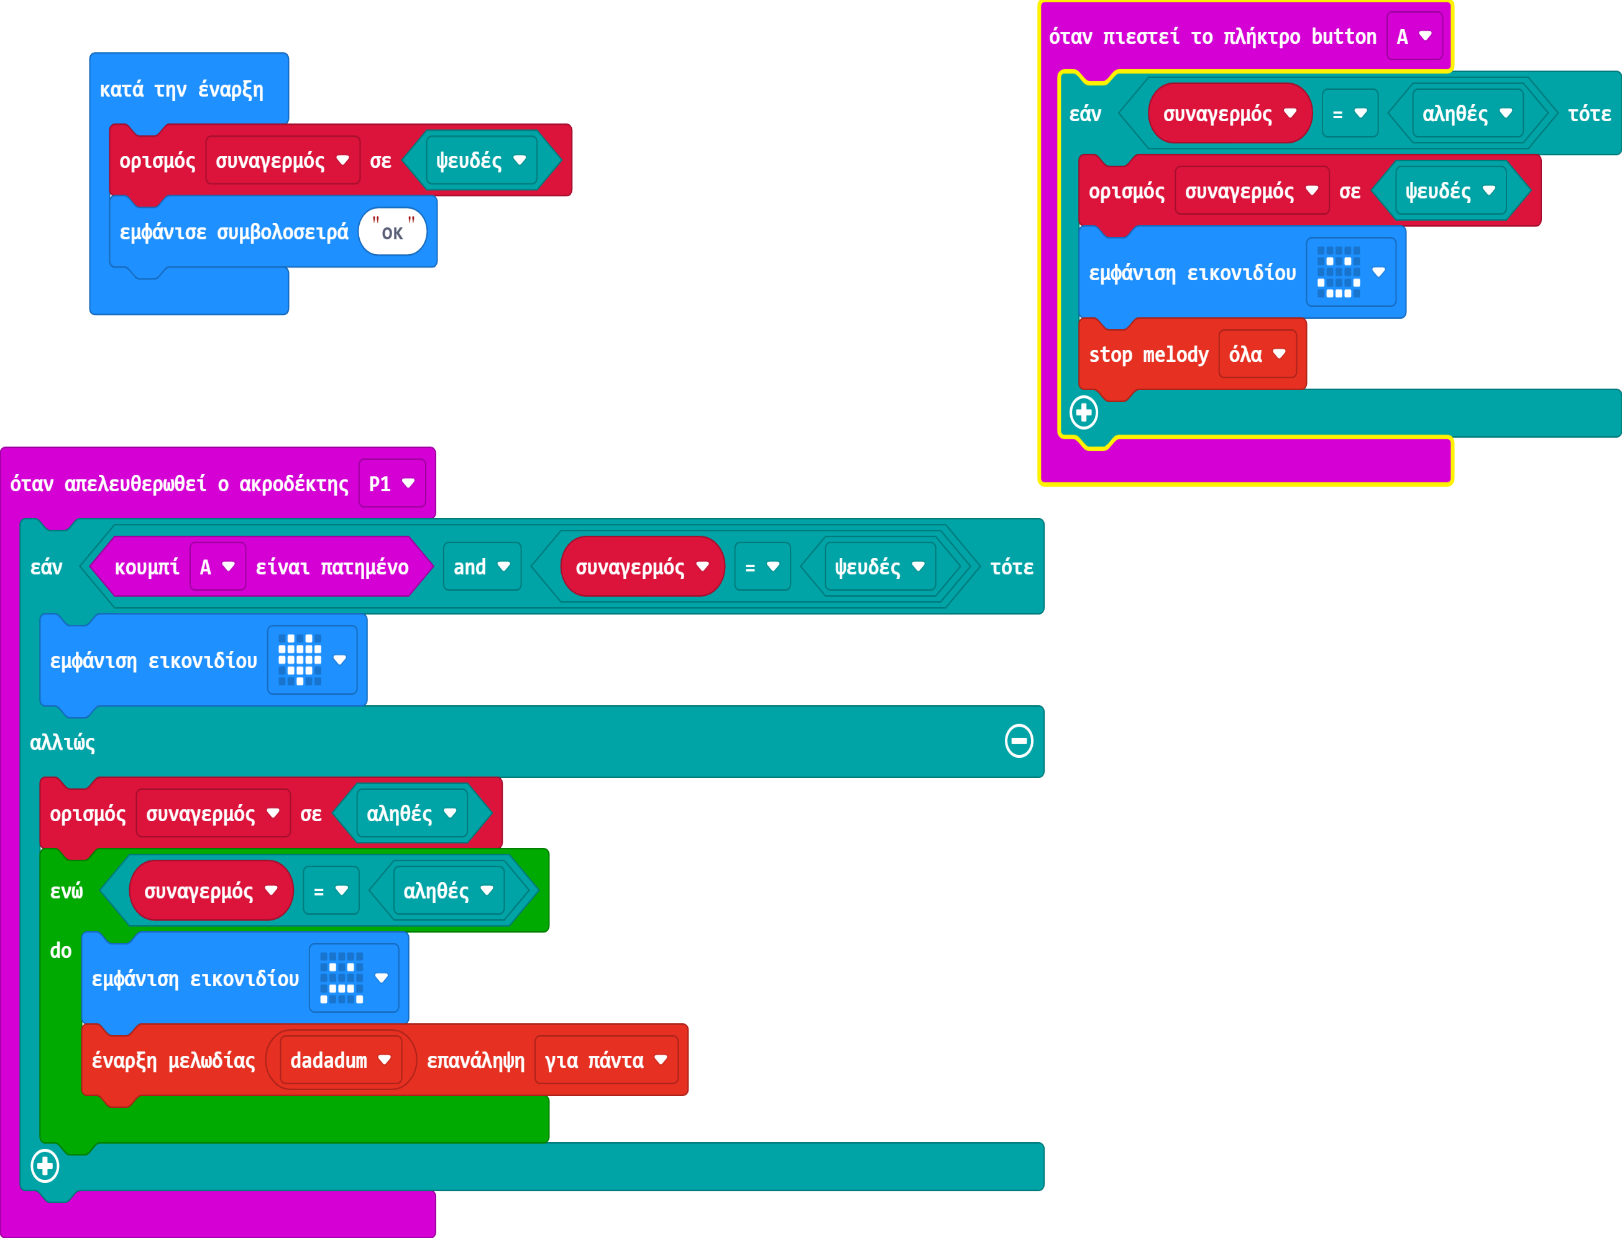 κατά την έναρξη
ορισμός συναγερμός σε ψευδές
εμφάνισε συμβολοσειρά "οκ"
όταν πιεστεί το πλήκτρο button A
εάν συναγερμός = αληθές τότε
ορισμός συναγερμός σε ψευδές
εμφάνιση εικονιδίου
stop melody όλα
όταν απελευθερωθεί ο ακροδέκτης P1
εάν κουμπί A είναι πατημένο and συναγερμός = ψευδές τότε
εμφάνιση εικονιδίου
αλλιώς
ορισμός συναγερμός σε αληθές
ενώ συναγερμός = αληθές
do
εμφάνιση εικονιδίου
έναρξη μελωδίας dadadum επανάληψη για πάντα